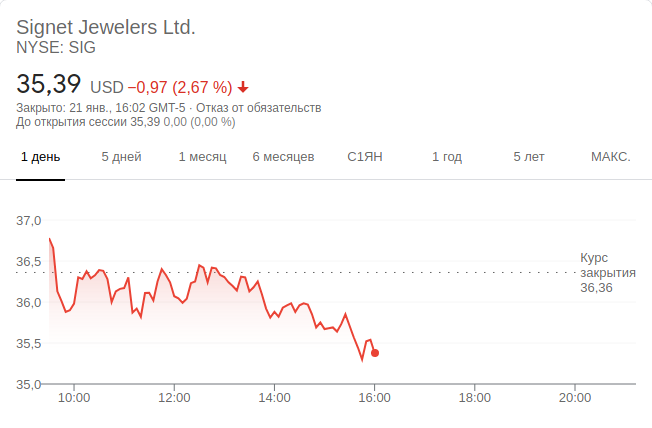 Signet Jewelers Ltd.
NYSE: SIG
35,39 USD −0,97 (2,67 %)
Закрыто: 21 янв., 16:02 GMT-5 · Отказ от обязательств
До открытия сессии 35,39 0,00 (0,00 %)
1 день 5 дней 1 месяц 6 месяцев С1ЯН 1 год 5 лет МАКС.
37,0
36,5
36,0
35,5
35,0
Курс
закрытия
36,36
10:00 12:00 14:00 16:00 18:00 20:00